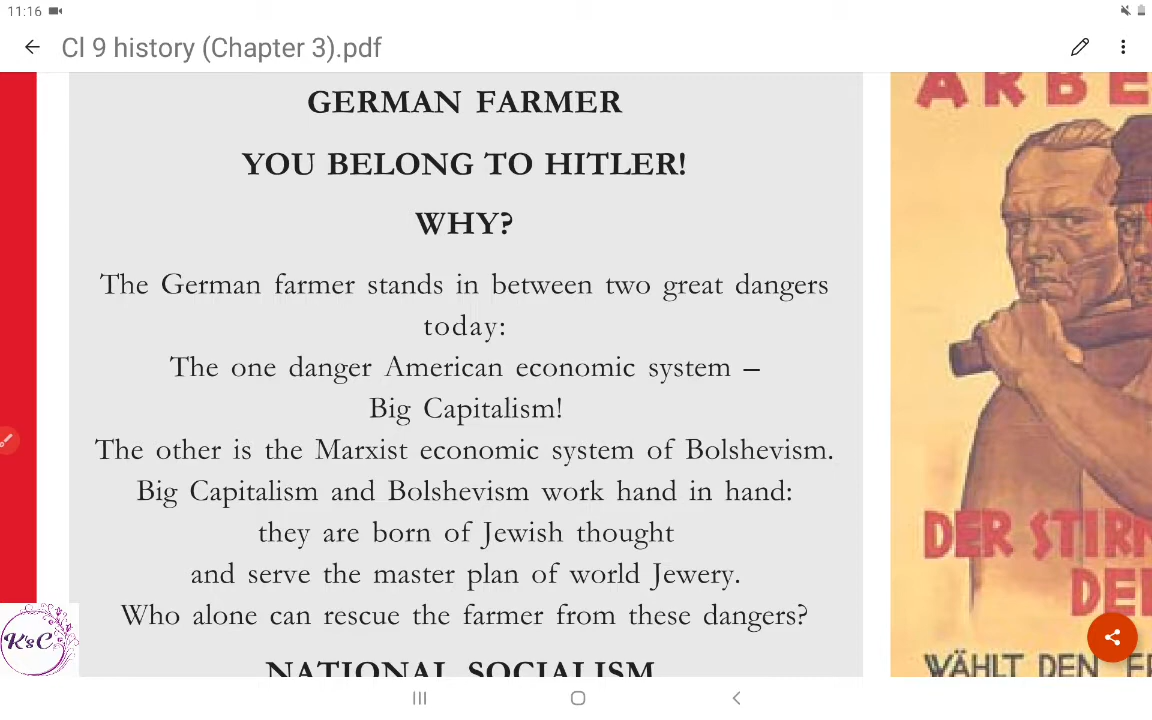 11:16
Cl 9 history (Chapter 3).pdf
GERMAN FARMER
YOU BELONG TO HITLER!
WHY?
The German farmer stands in between two great dangers
today:
The one danger American economic system –
Big Capitalism!
The other is the Marxist economic system of Bolshevism.
Big Capitalism and Bolshevism work hand in hand:
they are born of Jewish thought
and serve the master plan of world Jewery.
Who alone can rescue the farmer from these dangers?
NATIONAL SOCIALISM
ARBE
DER STIRN
DE
WÄHLT DEN
K's C